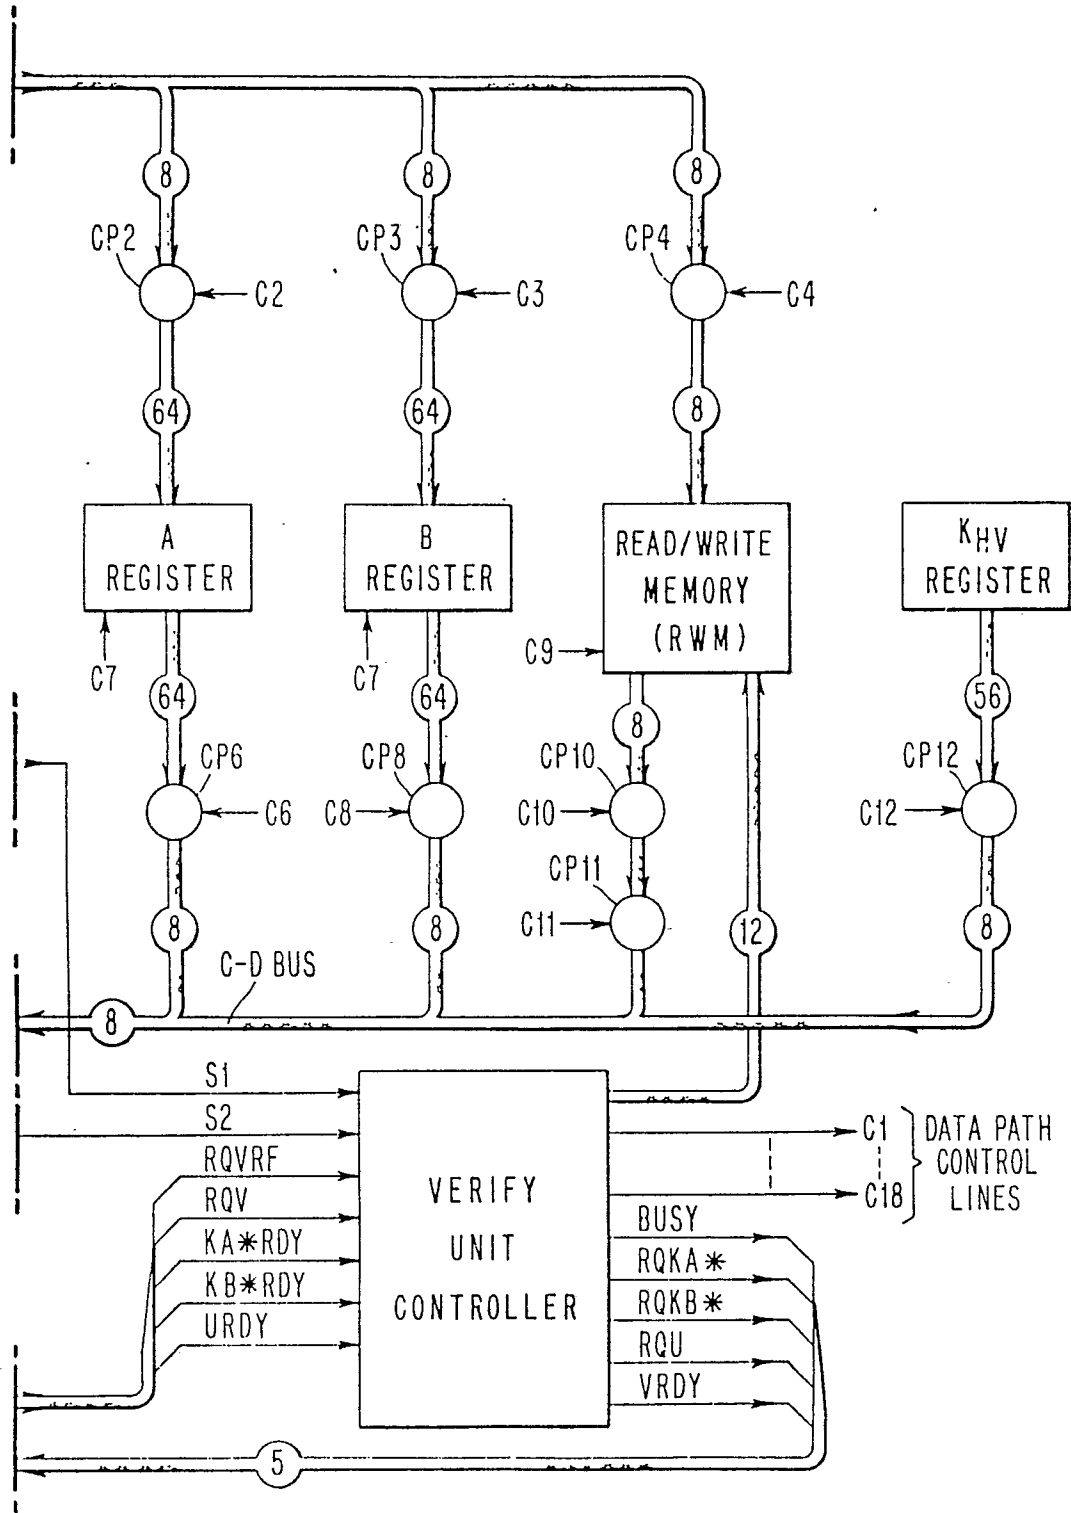 8 8 8
CP2 CP3 CP4
C2 C3 C4
64 64 8
A REGISTER
B REGISTER
READ/WRITE MEMORY (RWM)
KHV REGISTER
C7 C7 C9
64 64 8 56
CP6 CP8 CP10 CP12
C6 C8 C10 C12
CP11
C11
8 8 12 8
C-D BUS
8
S1
S2
RQVRF
RQV
KA*RDY
KB*RDY
URDY
VERIFY
UNIT
CONTROLLER
C1
C18
DATA PATH
CONTROL
LINES
BUSY
RQKA*
RQKB*
RQU
VRDY
5